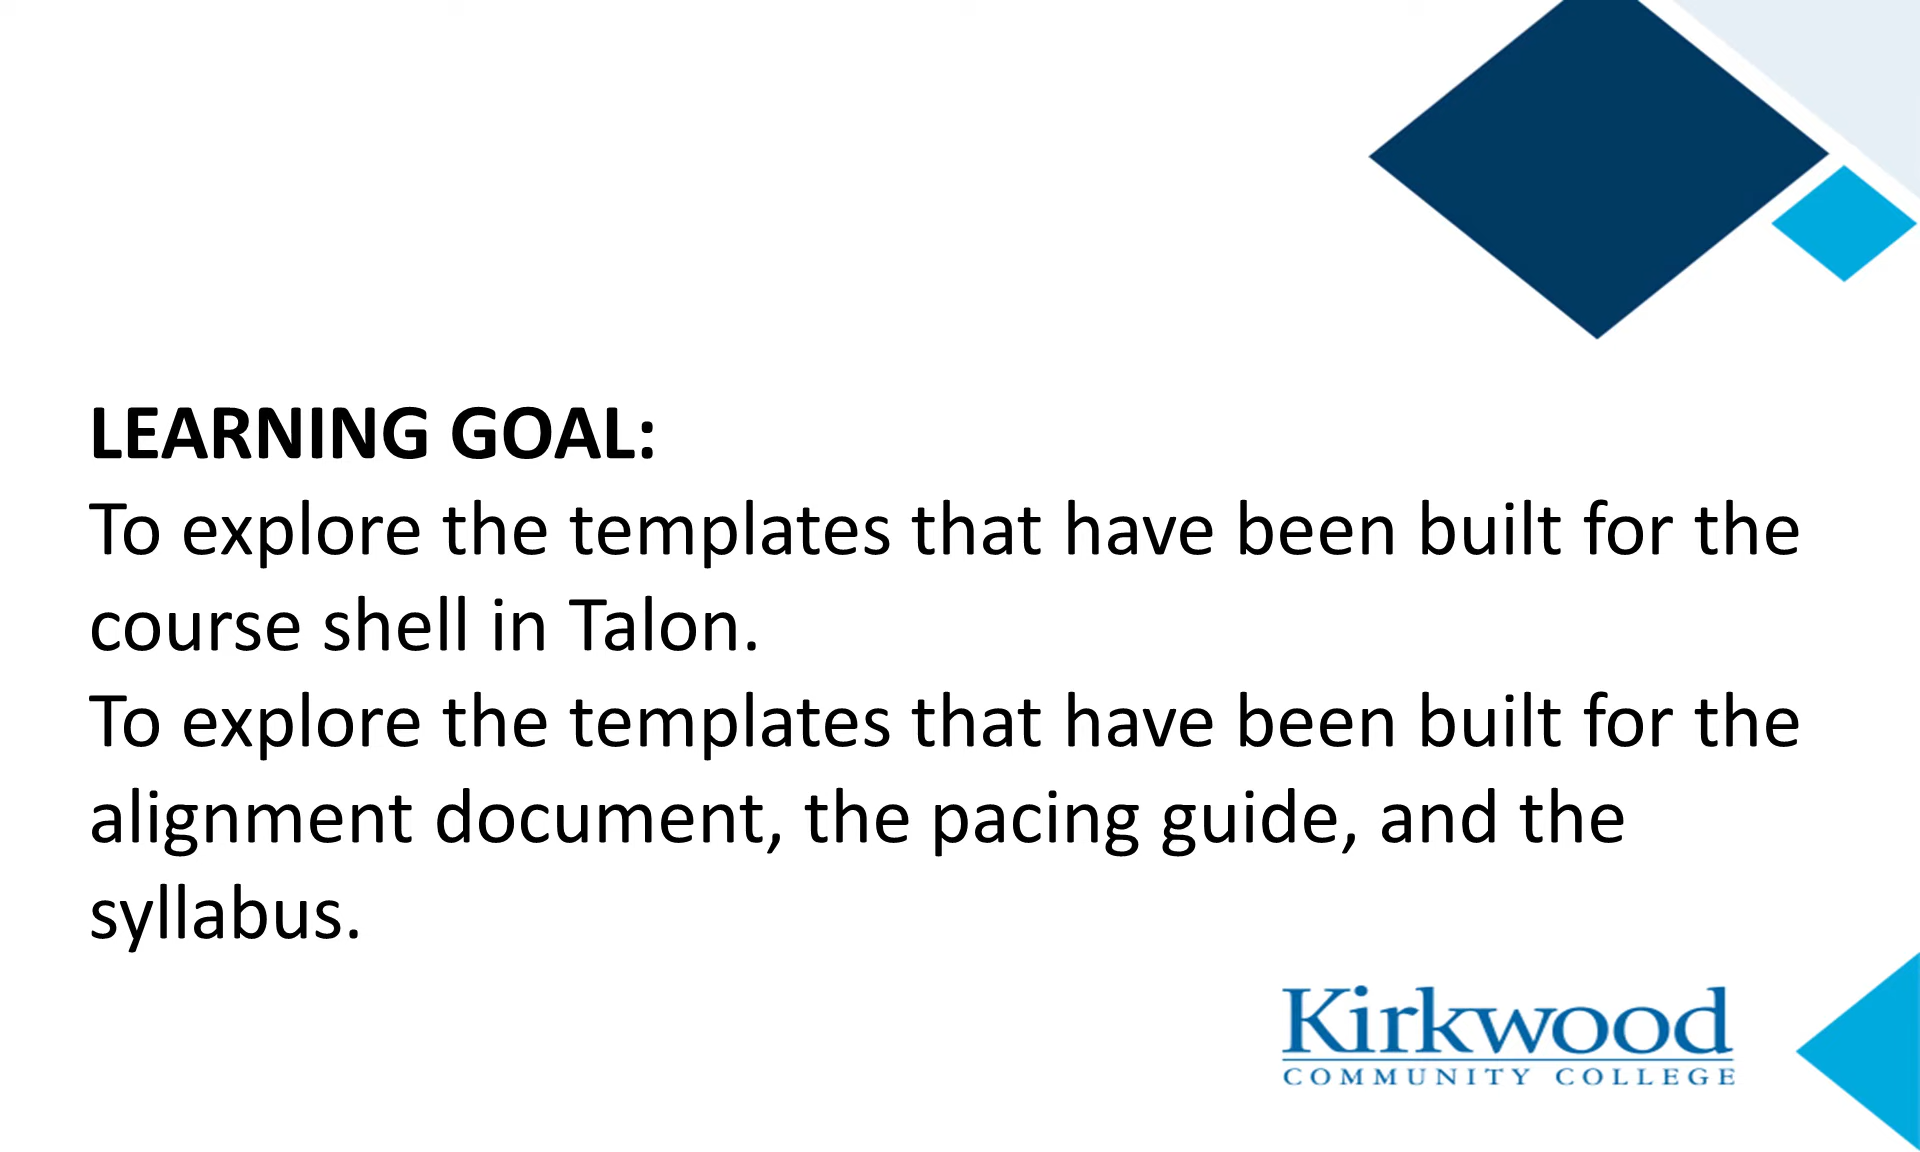 LEARNING GOAL:
To explore the templates that have been built for the
course shell in Talon.
To explore the templates that have been built for the
alignment document, the pacing guide, and the
syllabus.
Kirkwood
COMMUNITY COLLEGE